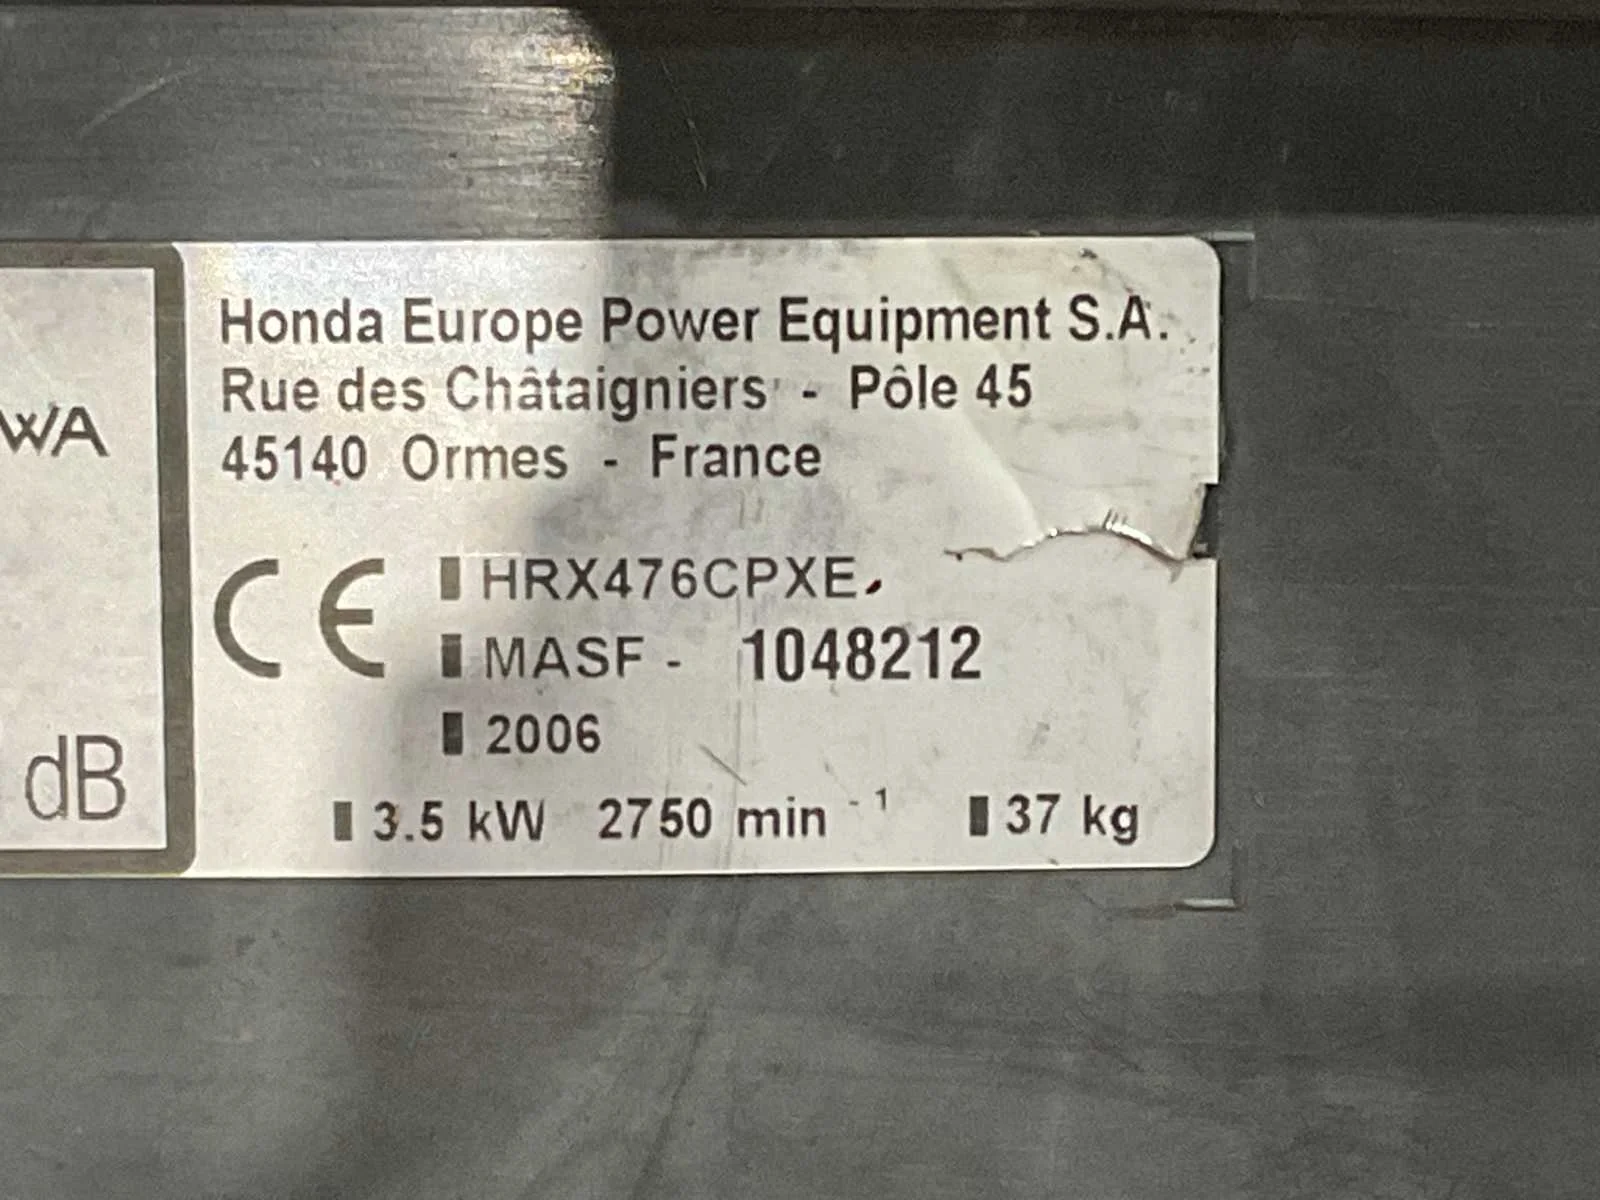 Honda Europe Power Equipment S.A.
Rue des Châtaigniers - Pôle 45
45140 Ormes - France
WA
CE HRX476CPXE
MASF - 1048212
2006
dB
3.5 kW 2750 min -1 37 kg